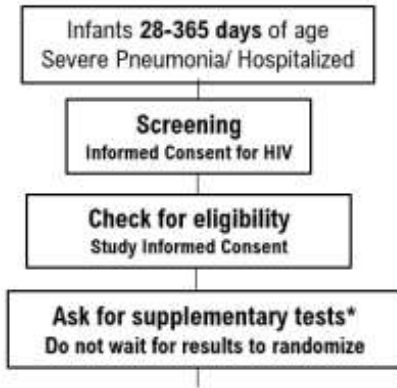 Infants 28-365 days of age
Severe Pneumonia/ Hospitalized
Screening
Informed Consent for HIV
Check for eligibility
Study Informed Consent
Ask for supplementary tests*
Do not wait for results to randomize